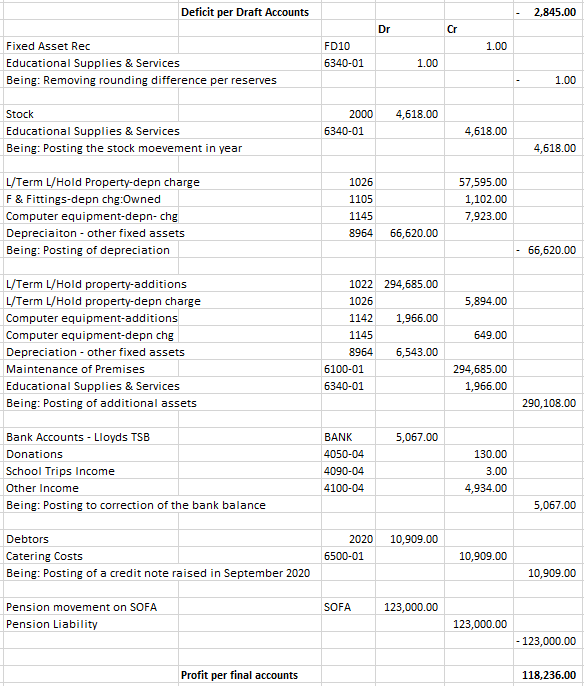 Deficit per Draft Accounts - 2,845.00
Dr Cr
Fixed Asset Rec FD10 1.00
Educational Supplies & Services 6340-01 1.00
Being: Removing rounding difference per reserves - 1.00
Stock 2000 4,618.00
Educational Supplies & Services 6340-01 4,618.00
Being: Posting the stock moevement in year 4,618.00
L/Term L/Hold Property-depn charge 1026 57,595.00
F & Fittings-depn chg:Owned 1105 1,102.00
Computer equipment-depn- chg 1145 7,923.00
Depreciaiton - other fixed assets 8964 66,620.00
Being: Posting of depreciation - 66,620.00
L/Term L/Hold property-additions 1022 294,685.00
L/Term L/Hold property-depn charge 1026 5,894.00
Computer equipment-additions 1142 1,966.00
Computer equipment-depn chg 1145 649.00
Depreciation - other fixed assets 8964 6,543.00
Maintenance of Premises 6100-01 294,685.00
Educational Supplies & Services 6340-01 1,966.00
Being: Posting of additional assets 290,108.00
Bank Accounts - Lloyds TSB BANK 5,067.00
Donations 4050-04 130.00
School Trips Income 4090-04 3.00
Other Income 4100-04 4,934.00
Being: Posting to correction of the bank balance 5,067.00
Debtors 2020 10,909.00
Catering Costs 6500-01 10,909.00
Being: Posting of a credit note raised in September 2020 10,909.00
Pension movement on SOFA SOFA 123,000.00
Pension Liability 123,000.00
- 123,000.00
Profit per final accounts 118,236.00